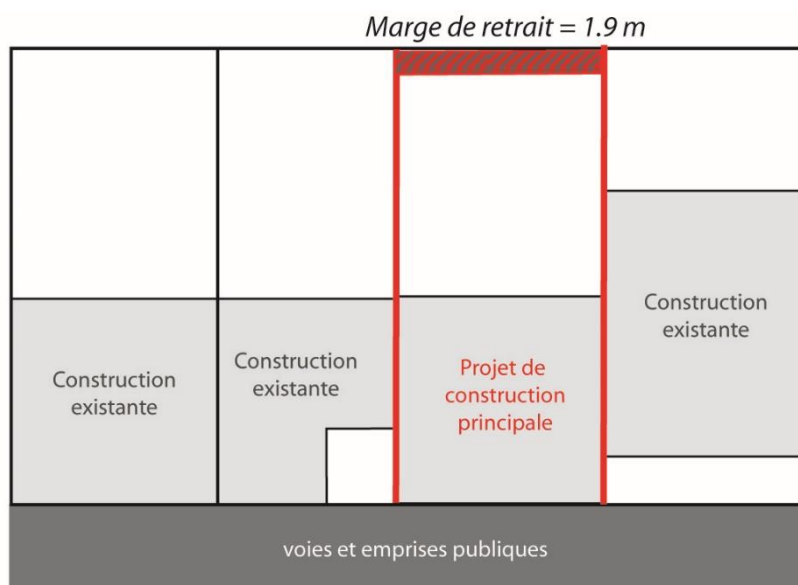 Marge de retrait = 1.9 m
Construction
existante
Construction
existante
Projet de
construction
principale
Construction
existante
voies et emprises publiques